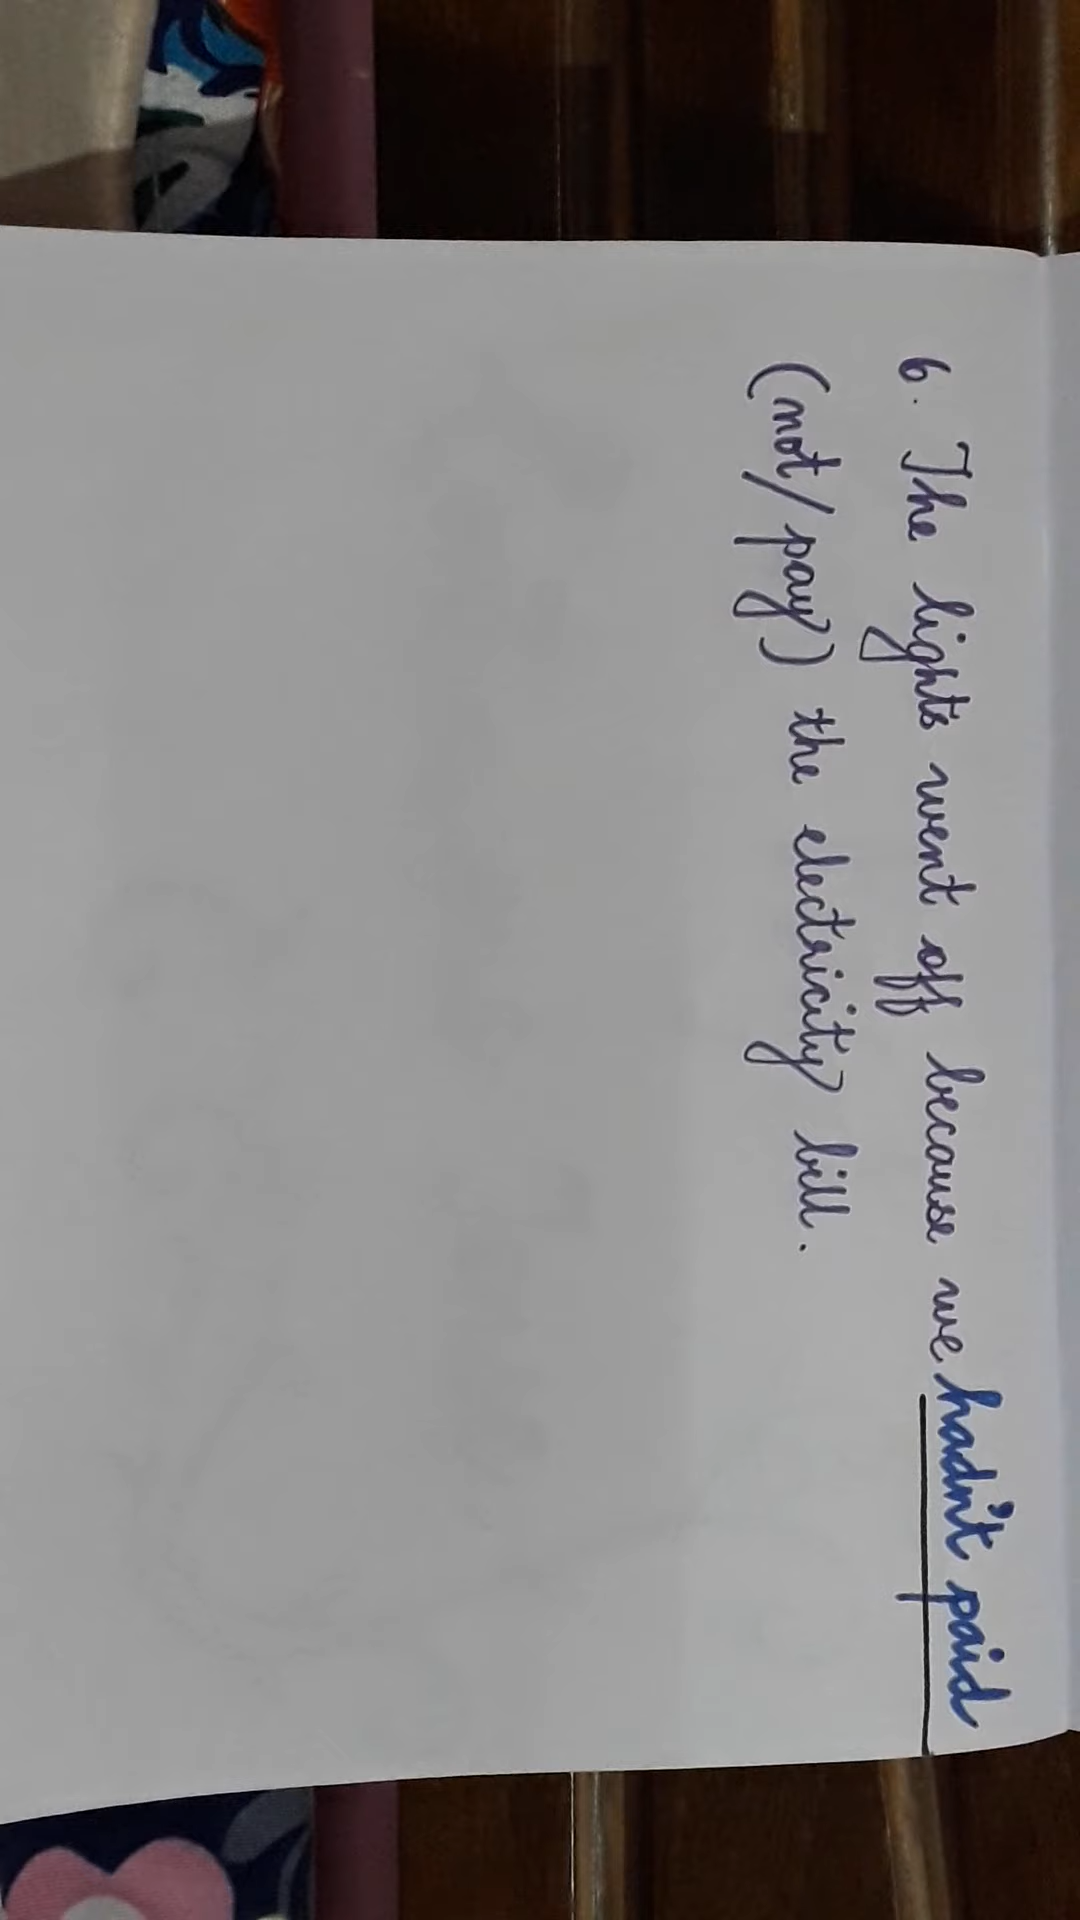 6. The lights went off because we hadn't paid
(not/pay) the electricity bill.